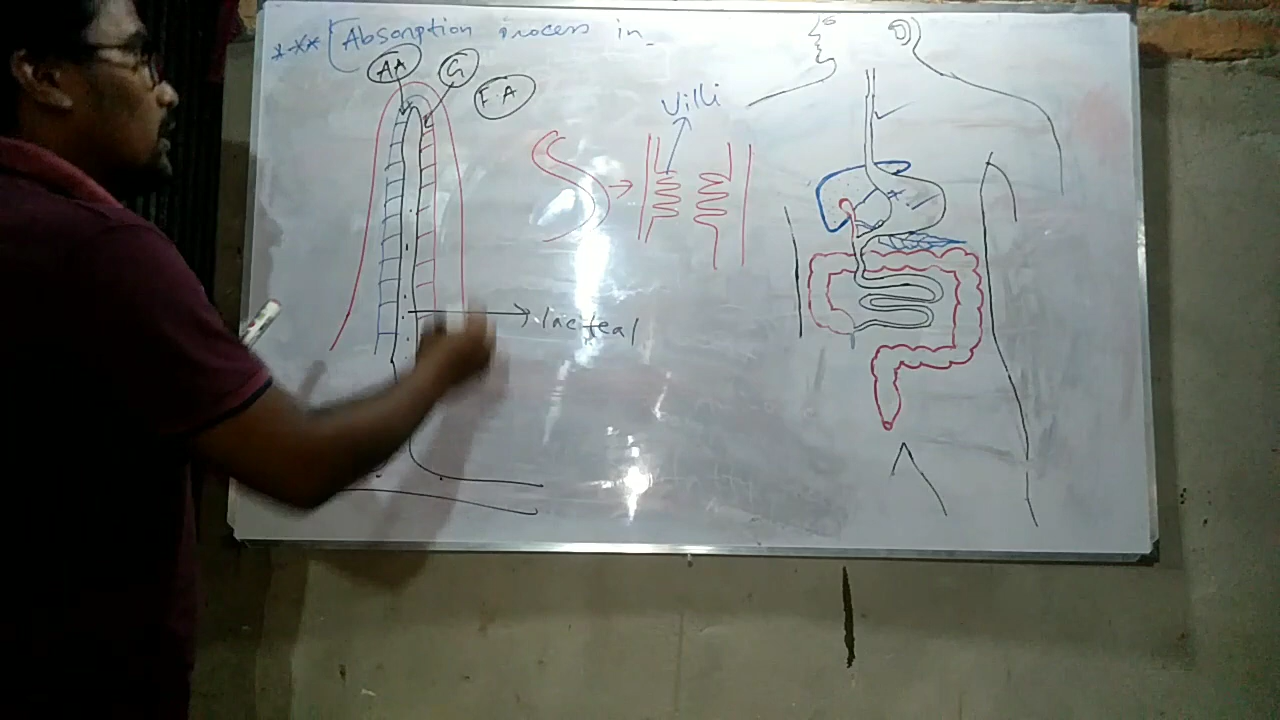 *** [Absorption process in
AA
G
F.A
Villi
lacteal